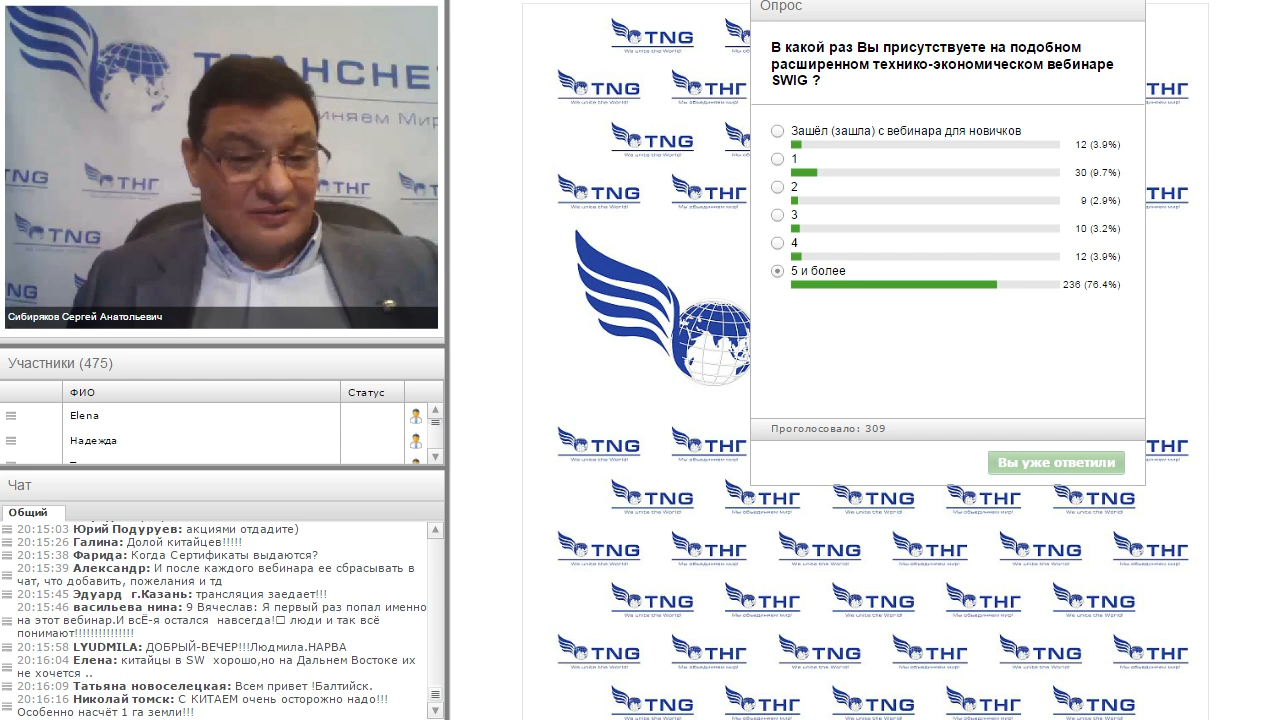 ТРАНСНЕ
няем Мир
TNG
ТНГ
TNG
Сибиряков Сергей Анатольевич
Участники (475)
ФИО
Статус
Elena
Надежда
Чат
Общий
20:15:03 Юрий Подуруев: акциями отдадите)
20:15:26 Галина: Долой китайцев!!!!!
20:15:38 Фарида: Когда Сертификаты выдаются?
20:15:39 Александр: И после каждого вебинара ее сбрасывать в
чат, что добавить, пожелания и тд
20:15:45 Эдуард г.Казань: трансляция заедает!!!
20:15:46 васильева нина: 9 Вячеслав: Я первый раз попал именно
на этот вебинар.И всё-и остался навсегда! люди и так все
понимают!!!!!!!!!!!!!!!
20:15:58 LYUDMILA: ДОБРЫЙ-ВЕЧЕР!!!Людмила.НАРВА
20:16:04 Елена: китайцы в SW хорошо,но на Дальнем Востоке их
не хочется ..
20:16:09 Татьяна новоселецкая: Всем привет !Балтийск.
20:16:16 Николай томск: С КИТАЕМ очень осторожно надо!!!
Особенно насчёт 1 га земли!!!
Опрос
В какой раз Вы присутствуете на подобном
расширенном технико-экономическом вебинаре
SWIG ?
Зашёл (зашла) с вебинара для новичков
12 (3.9%)
1
30 (9.7%)
2
9 (2.9%)
3
10 (3.2%)
4
12 (3.9%)
5 и более
236 (76.4%)
Проголосовало: 309
Вы уже ответили
TNG
We unite the World!
ТНГ
Мы объединяем мир!